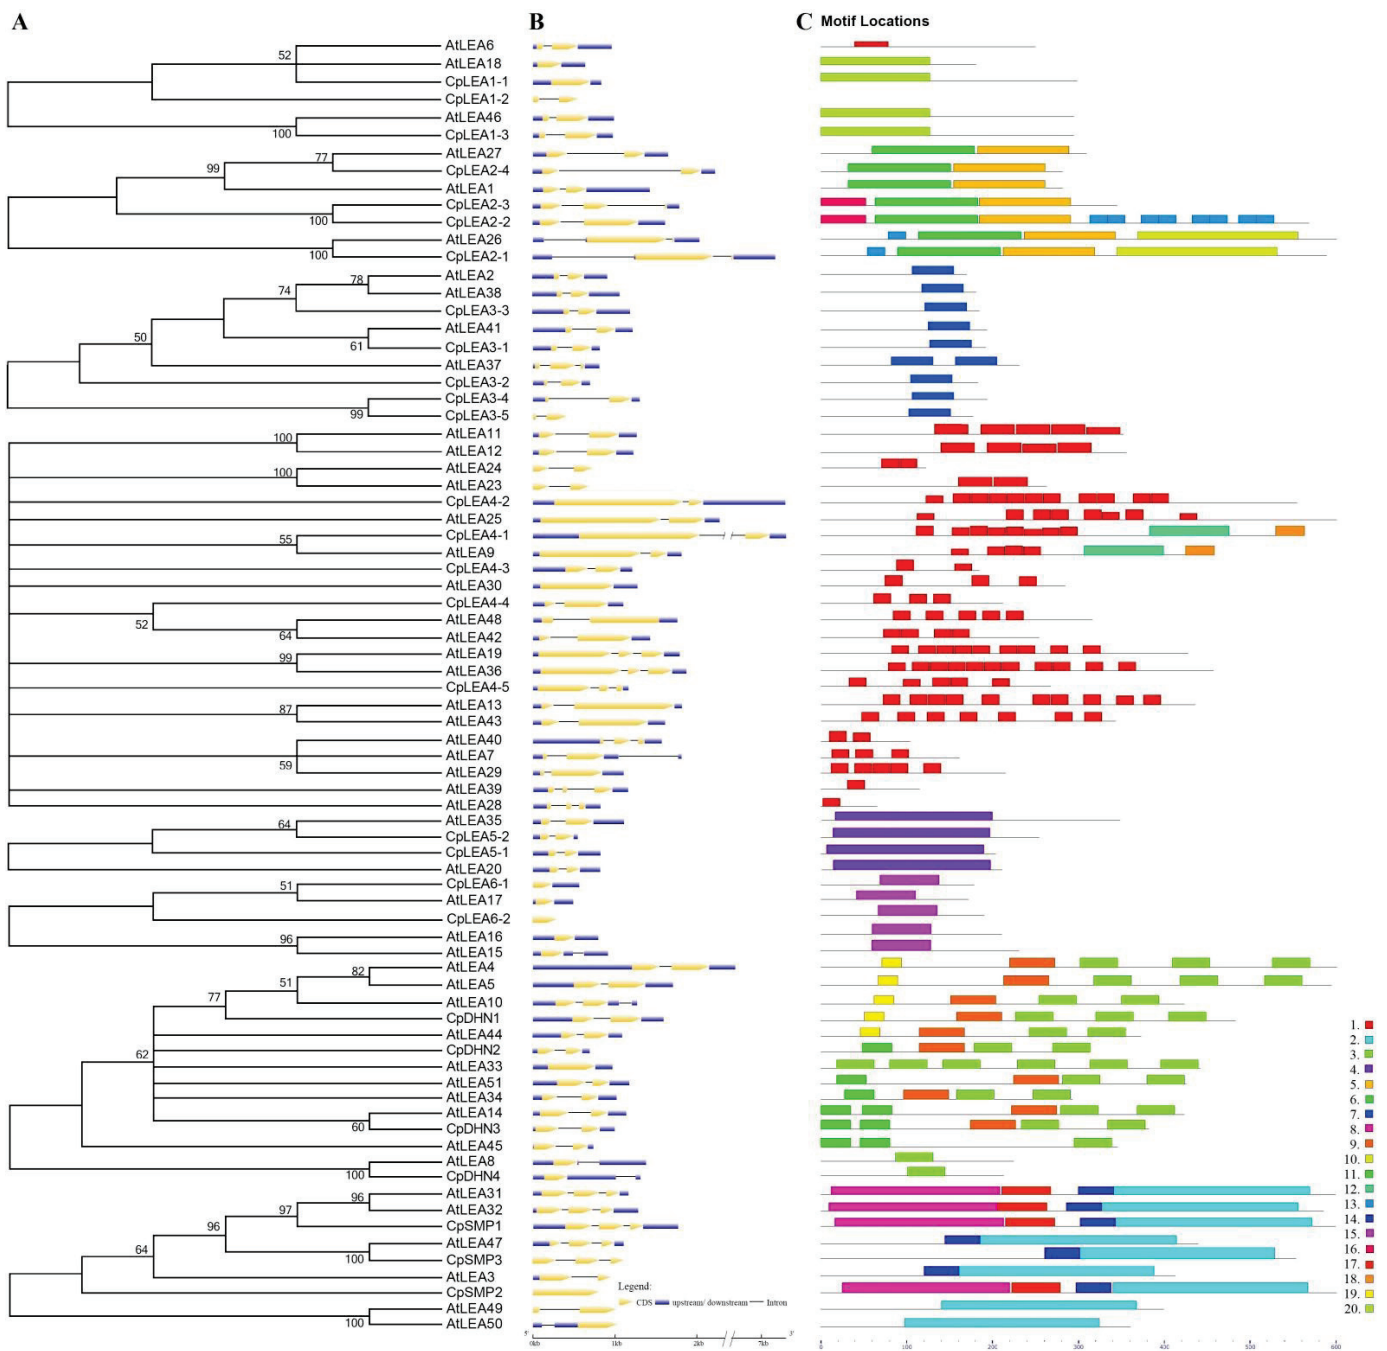 A
B
C Motif Locations
52
AtLEA6
AtLEA18
CpLEA1-1
CpLEA1-2
AtLEA46
100
CpLEA1-3
77
AtLEA27
99
CpLEA2-4
AtLEA1
CpLEA2-3
100
CpLEA2-2
AtLEA26
100
CpLEA2-1
AtLEA2
78
74
AtLEA38
CpLEA3-3
AtLEA41
50
61
CpLEA3-1
AtLEA37
CpLEA3-2
CpLEA3-4
99
CpLEA3-5
100
AtLEA11
AtLEA12
100
AtLEA24
AtLEA23
CpLEA4-2
AtLEA25
55
CpLEA4-1
AtLEA9
CpLEA4-3
AtLEA30
CpLEA4-4
52
AtLEA48
64
AtLEA42
99
AtLEA19
AtLEA36
CpLEA4-5
87
AtLEA13
AtLEA43
AtLEA40
AtLEA7
59
AtLEA29
AtLEA39
AtLEA28
64
AtLEA35
CpLEA5-2
CpLEA5-1
AtLEA20
51
CpLEA6-1
AtLEA17
CpLEA6-2
96
AtLEA16
AtLEA15
82
AtLEA4
51
AtLEA5
77
AtLEA10
CpDHN1
AtLEA44
62
CpDHN2
AtLEA33
AtLEA51
AtLEA34
AtLEA14
60
CpDHN3
AtLEA45
AtLEA8
100
CpDHN4
96
AtLEA31
97
AtLEA32
96
CpSMP1
64
AtLEA47
100
CpSMP3
AtLEA3
CpSMP2
AtLEA49
100
AtLEA50
Legend:
CDS upstream/ downstream Intron
5' 3'
0kb 1kb 2kb 7kb
1.
2.
3.
4.
5.
6.
7.
8.
9.
10.
11.
12.
13.
14.
15.
16.
17.
18.
19.
20.
0 100 200 300 400 500 600